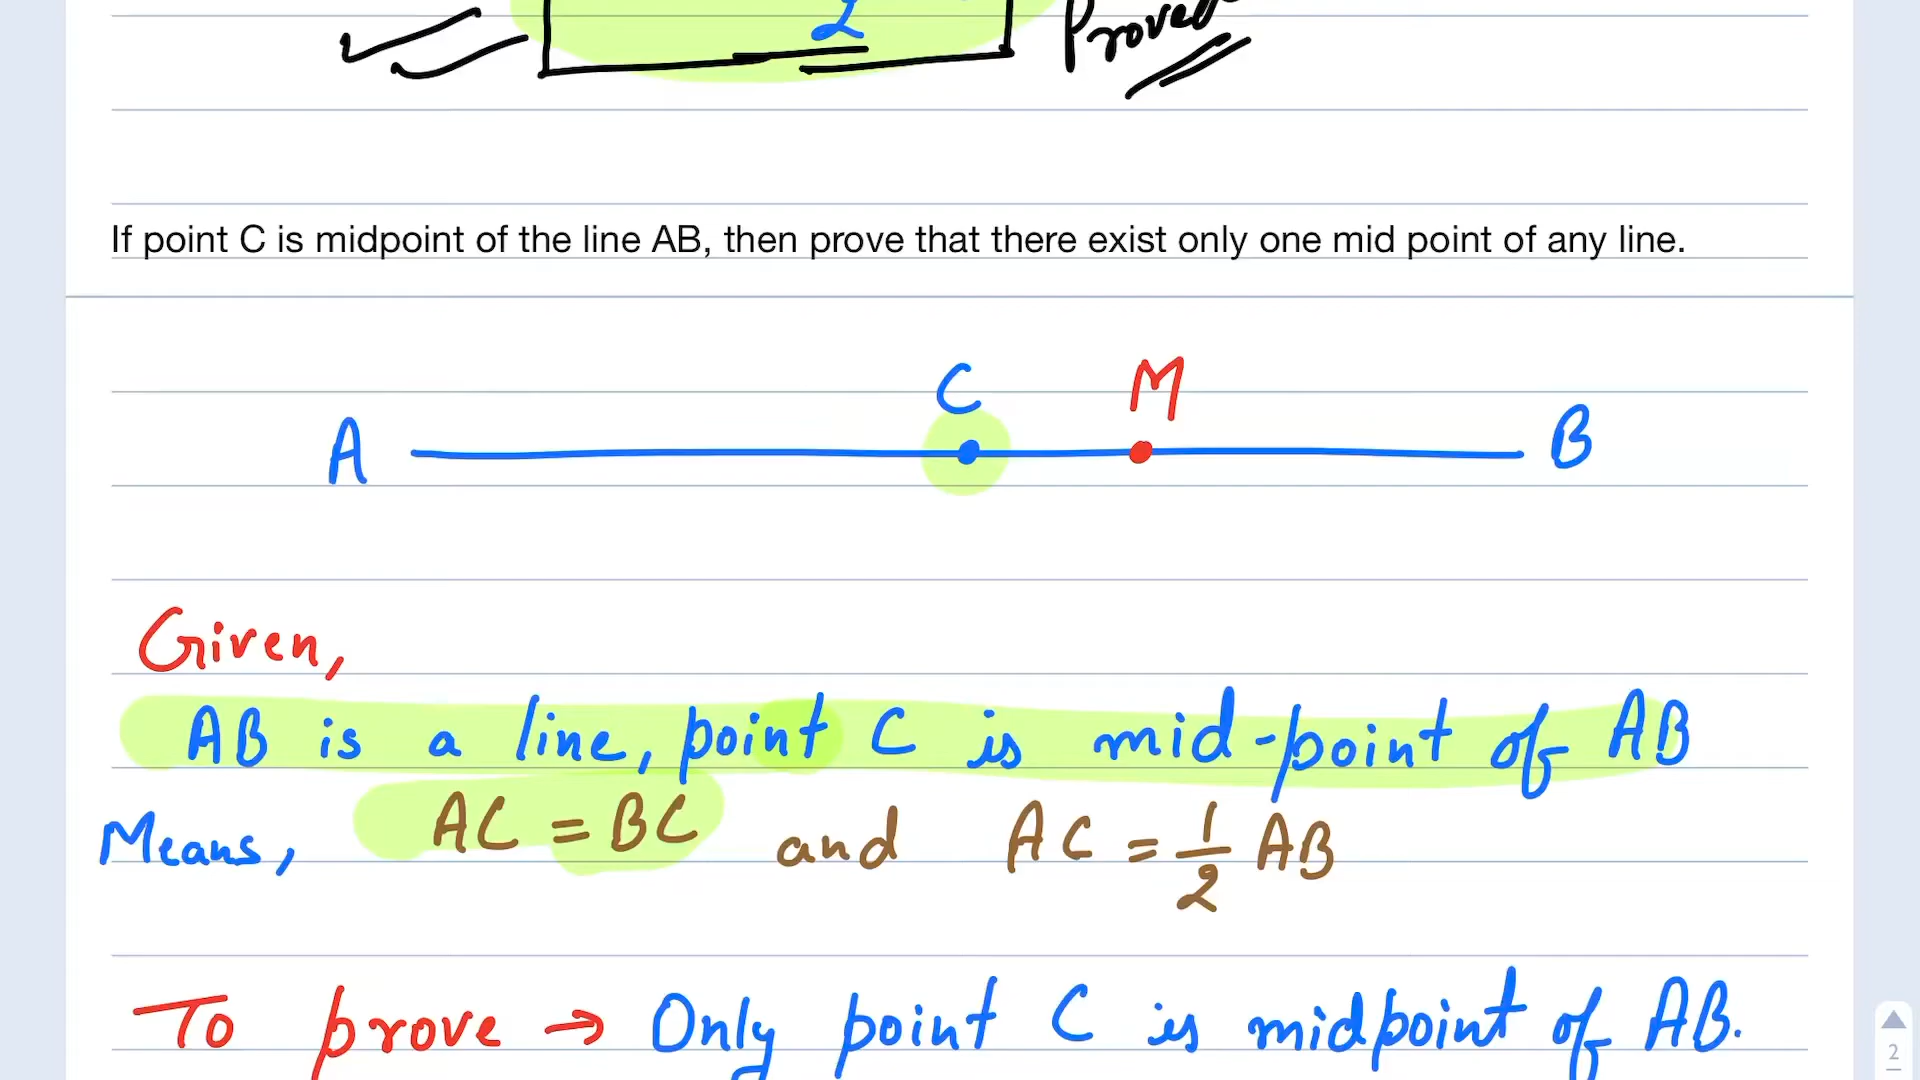 2 Proved
If point C is midpoint of the line AB, then prove that there exist only one mid point of any line.
C M
A B
Given,
AB is a line, point C is mid-point of AB
Means, AC = BC and AC = 1/2 AB
To prove → Only point C is midpoint of AB.
2